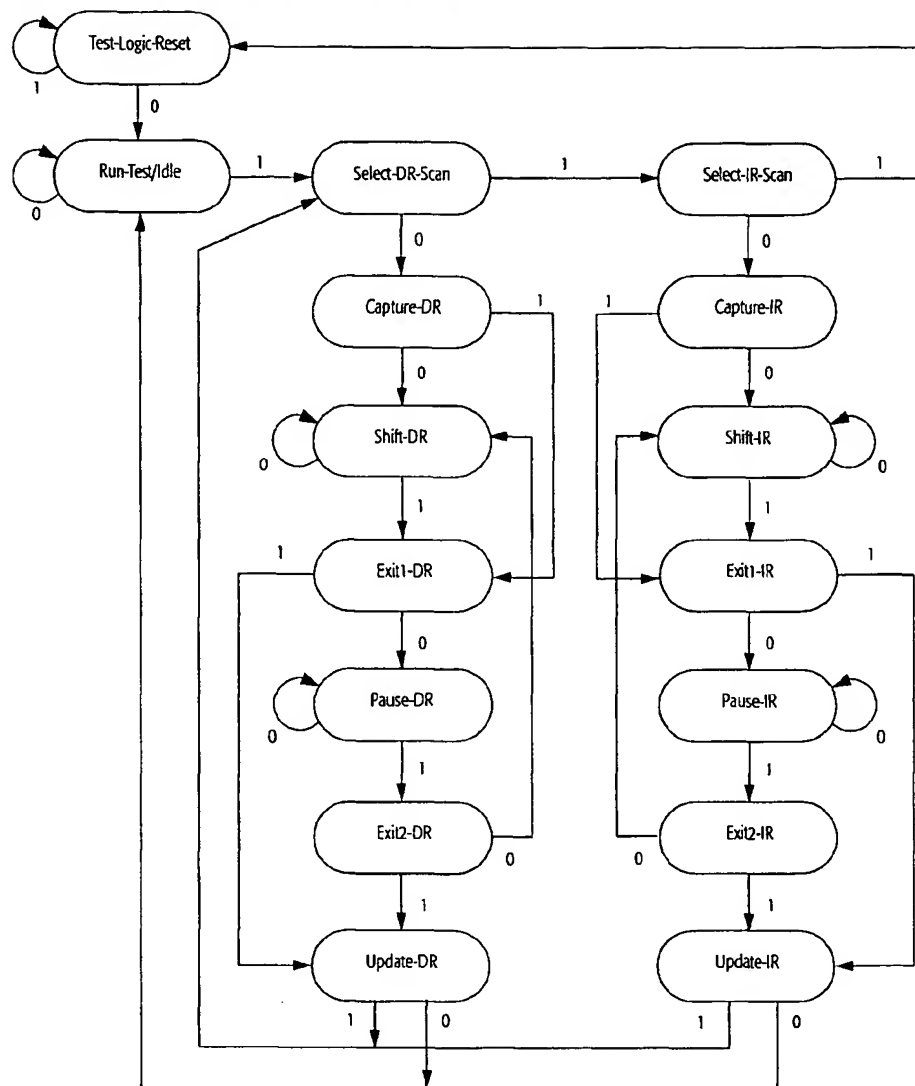 Test-Logic-Reset
1
0
Run-Test/Idle
0
1
Select-DR-Scan
1
Select-IR-Scan
1
0
0
Capture-DR
1
1
Capture-IR
0
0
Shift-DR
0
Shift-IR
0
1
1
1
Exit1-DR
Exit1-IR
1
0
0
Pause-DR
0
Pause-IR
0
1
1
Exit2-DR
0
0
Exit2-IR
1
1
Update-DR
Update-IR
1
0
1
0